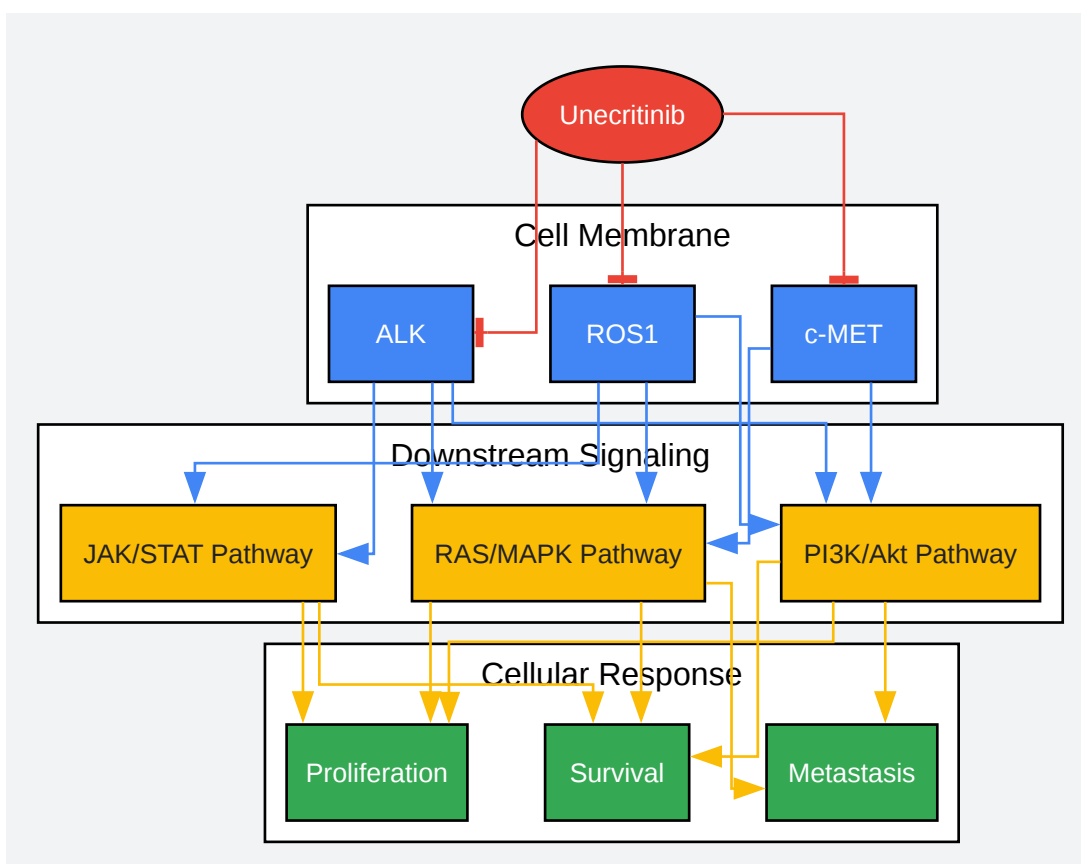 Unecritinib
Cell Membrane
ALK
ROS1
c-MET
Downstream Signaling
JAK/STAT Pathway
RAS/MAPK Pathway
PI3K/Akt Pathway
Cellular Response
Proliferation
Survival
Metastasis